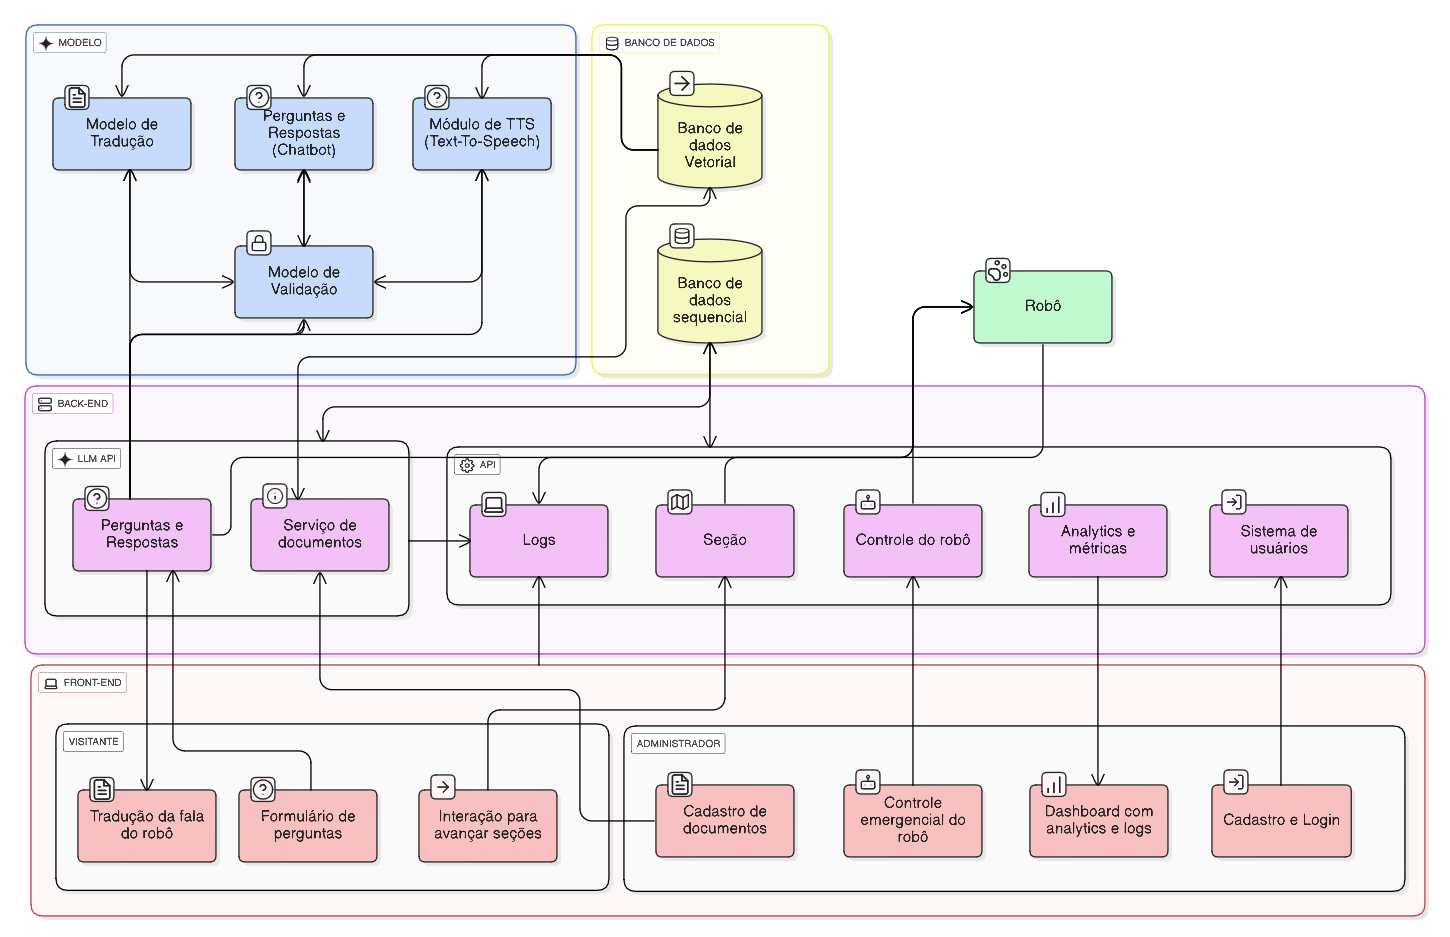 MODELO
Modelo de
Tradução
Perguntas e
Respostas
(Chatbot)
Módulo de TTS
(Text-To-Speech)
Modelo de
Validação
BANCO DE DADOS
Banco de
dados
Vetorial
Banco de
dados
sequencial
Robô
BACK-END
LLM API
Perguntas e
Respostas
Serviço de
documentos
API
Logs
Seção
Controle do robô
Analytics e
métricas
Sistema de
usuários
FRONT-END
VISITANTE
Tradução da fala
do robô
Formulário de
perguntas
Interação para
avançar seções
ADMINISTRADOR
Cadastro de
documentos
Controle
emergencial do
robô
Dashboard com
analytics e logs
Cadastro e Login